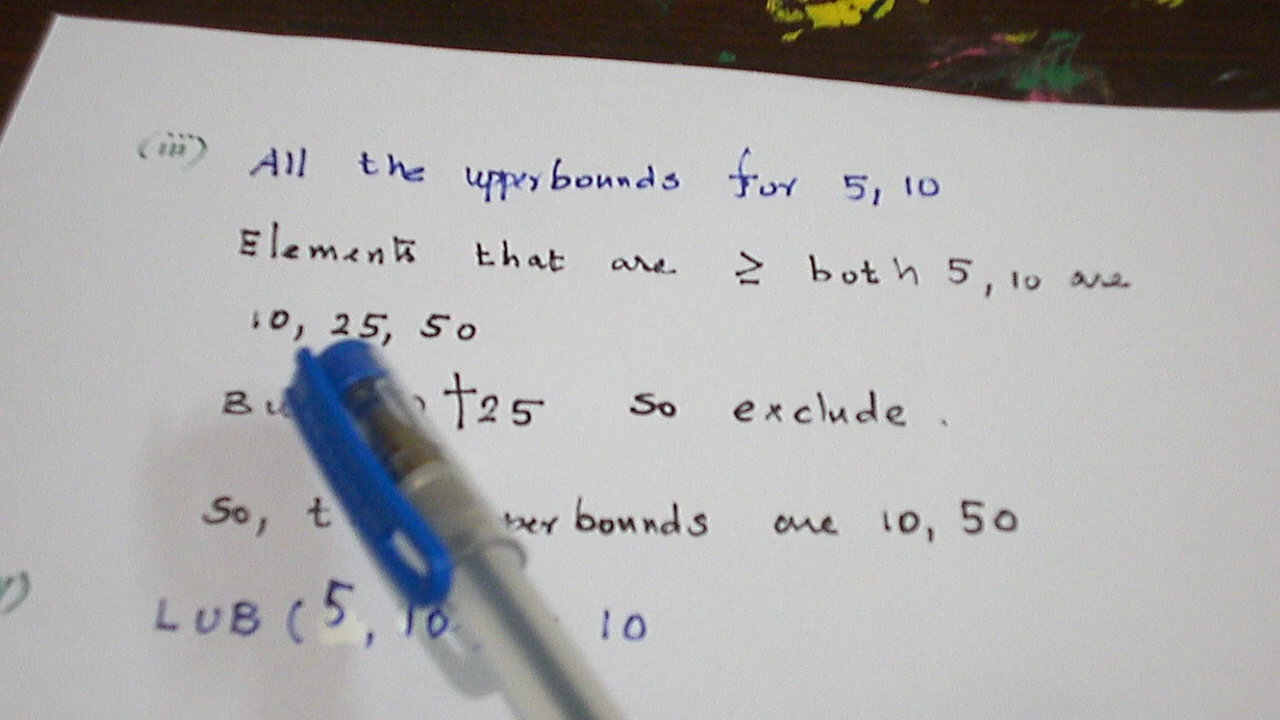 (iii) All the upperbounds for 5, 10
Elements that are ≥ both 5, 10 are
10, 25, 50
†25 So exclude.
So, bounds are 10, 50
LUB (5, 10 10